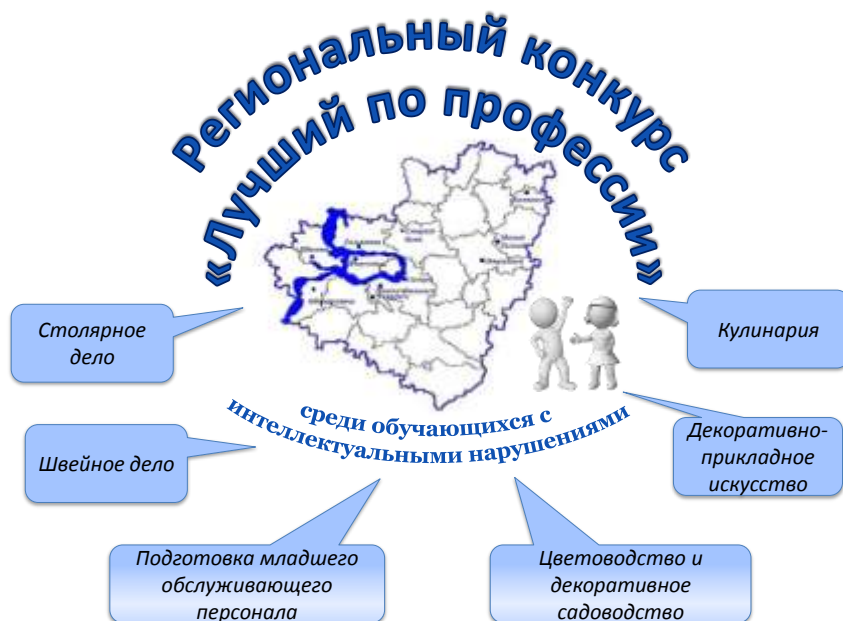 Региональный конкурс
«Лучший по профессии»
среди обучающихся с
интеллектуальными нарушениями
Столярное
дело
Кулинария
Швейное дело
Декоративно-
прикладное
искусство
Подготовка младшего
обслуживающего
персонала
Цветоводство и
декоративное
садоводство